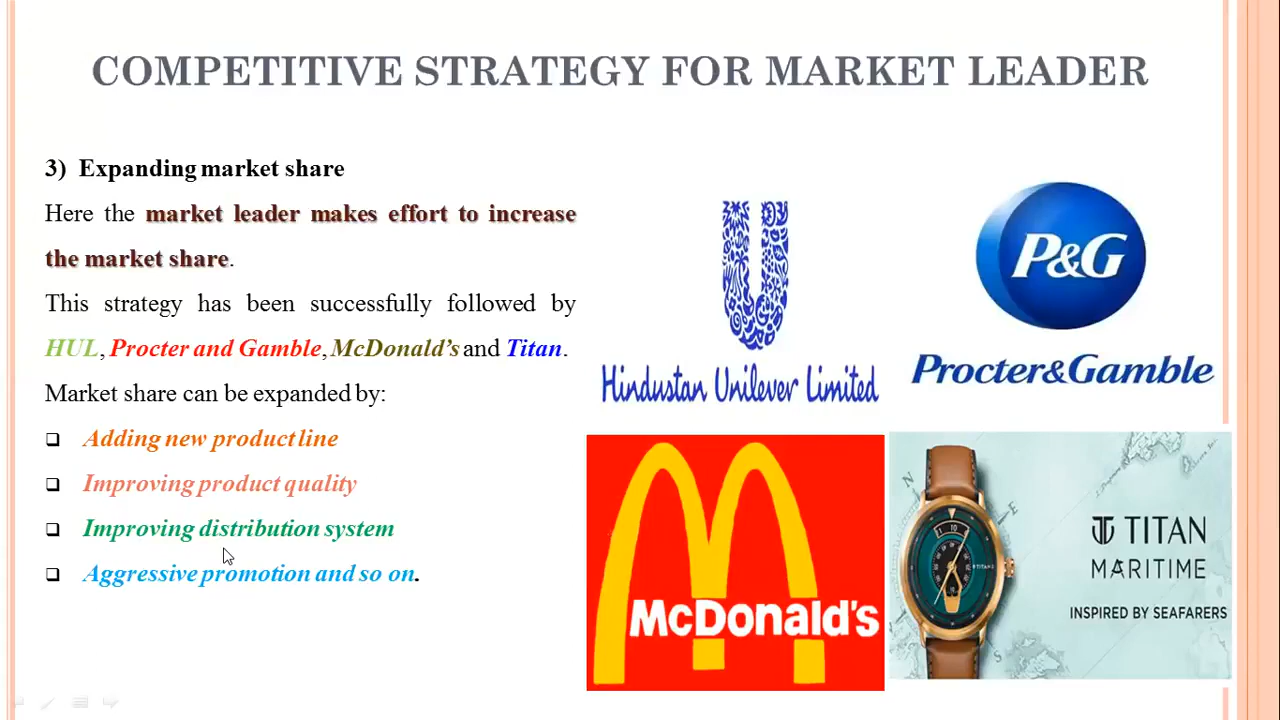 COMPETITIVE STRATEGY FOR MARKET LEADER
3) Expanding market share
Here the market leader makes effort to increase
the market share.
This strategy has been successfully followed by
HUL, Procter and Gamble, McDonald's and Titan.
Market share can be expanded by:
❑ Adding new product line
❑ Improving product quality
❑ Improving distribution system
❑ Aggressive promotion and so on.
Hindustan Unilever Limited
P&G
Procter&Gamble
McDonald's
TITAN
MARITIME
INSPIRED BY SEAFARERS
N
E
S